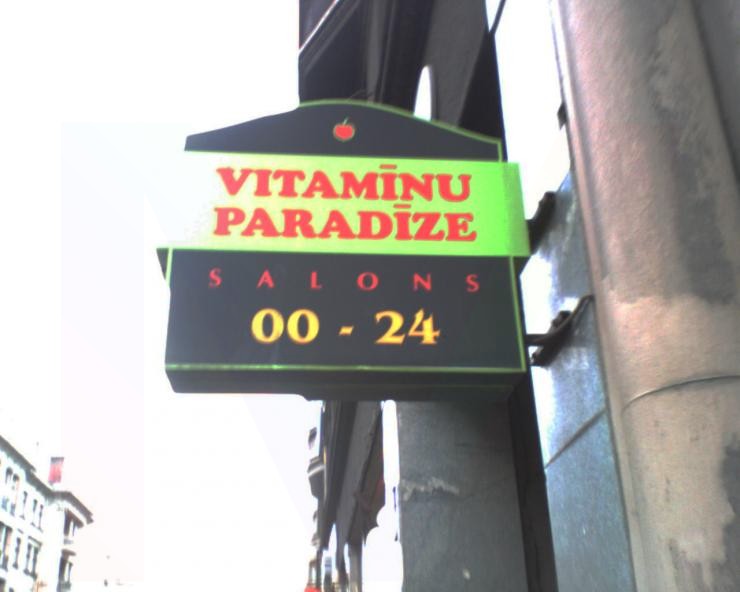 VITAMĪNU
PARADĪZE
SALONS
00 - 24